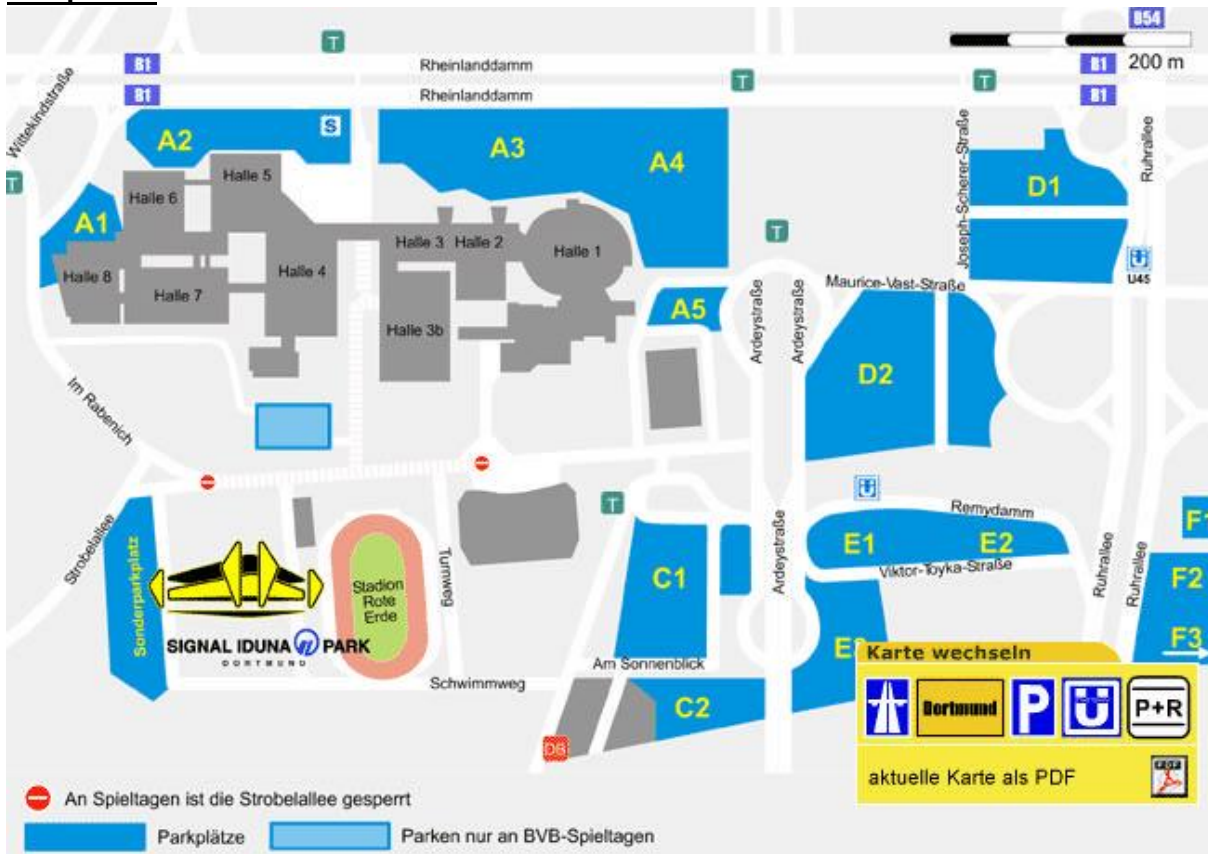 B54
200 m
B1
Rheinlanddamm
B1
B1
Rheinlanddamm
B1
T
T
T
T
T
T
Wittekindstraße
A2
S
A3
A4
Joseph-Scherer-Straße
D1
Ruhrallee
A1
Halle 5
Halle 6
Halle 3
Halle 2
Halle 1
Halle 8
Halle 7
Halle 4
Halle 3b
A5
Ardeystraße
Ardeystraße
Maurice-Vast-Straße
Ü
U45
D2
Im Rabenich
Strobelallee
Sonderparkplatz
SIGNAL IDUNA PARK
DORTMUND
Stadion
Rote
Erde
Turmweg
Schwimmweg
C1
Am Sonnenblick
C2
Ardeystraße
Ü
Remydamm
E1
E2
Viktor-Toyka-Straße
Ruhrallee
Ruhrallee
F2
F3
Karte wechseln
Dortmund
P
Ü
P+R
aktuelle Karte als PDF
PDF
An Spieltagen ist die Strobelallee gesperrt
Parkplätze
Parken nur an BVB-Spieltagen